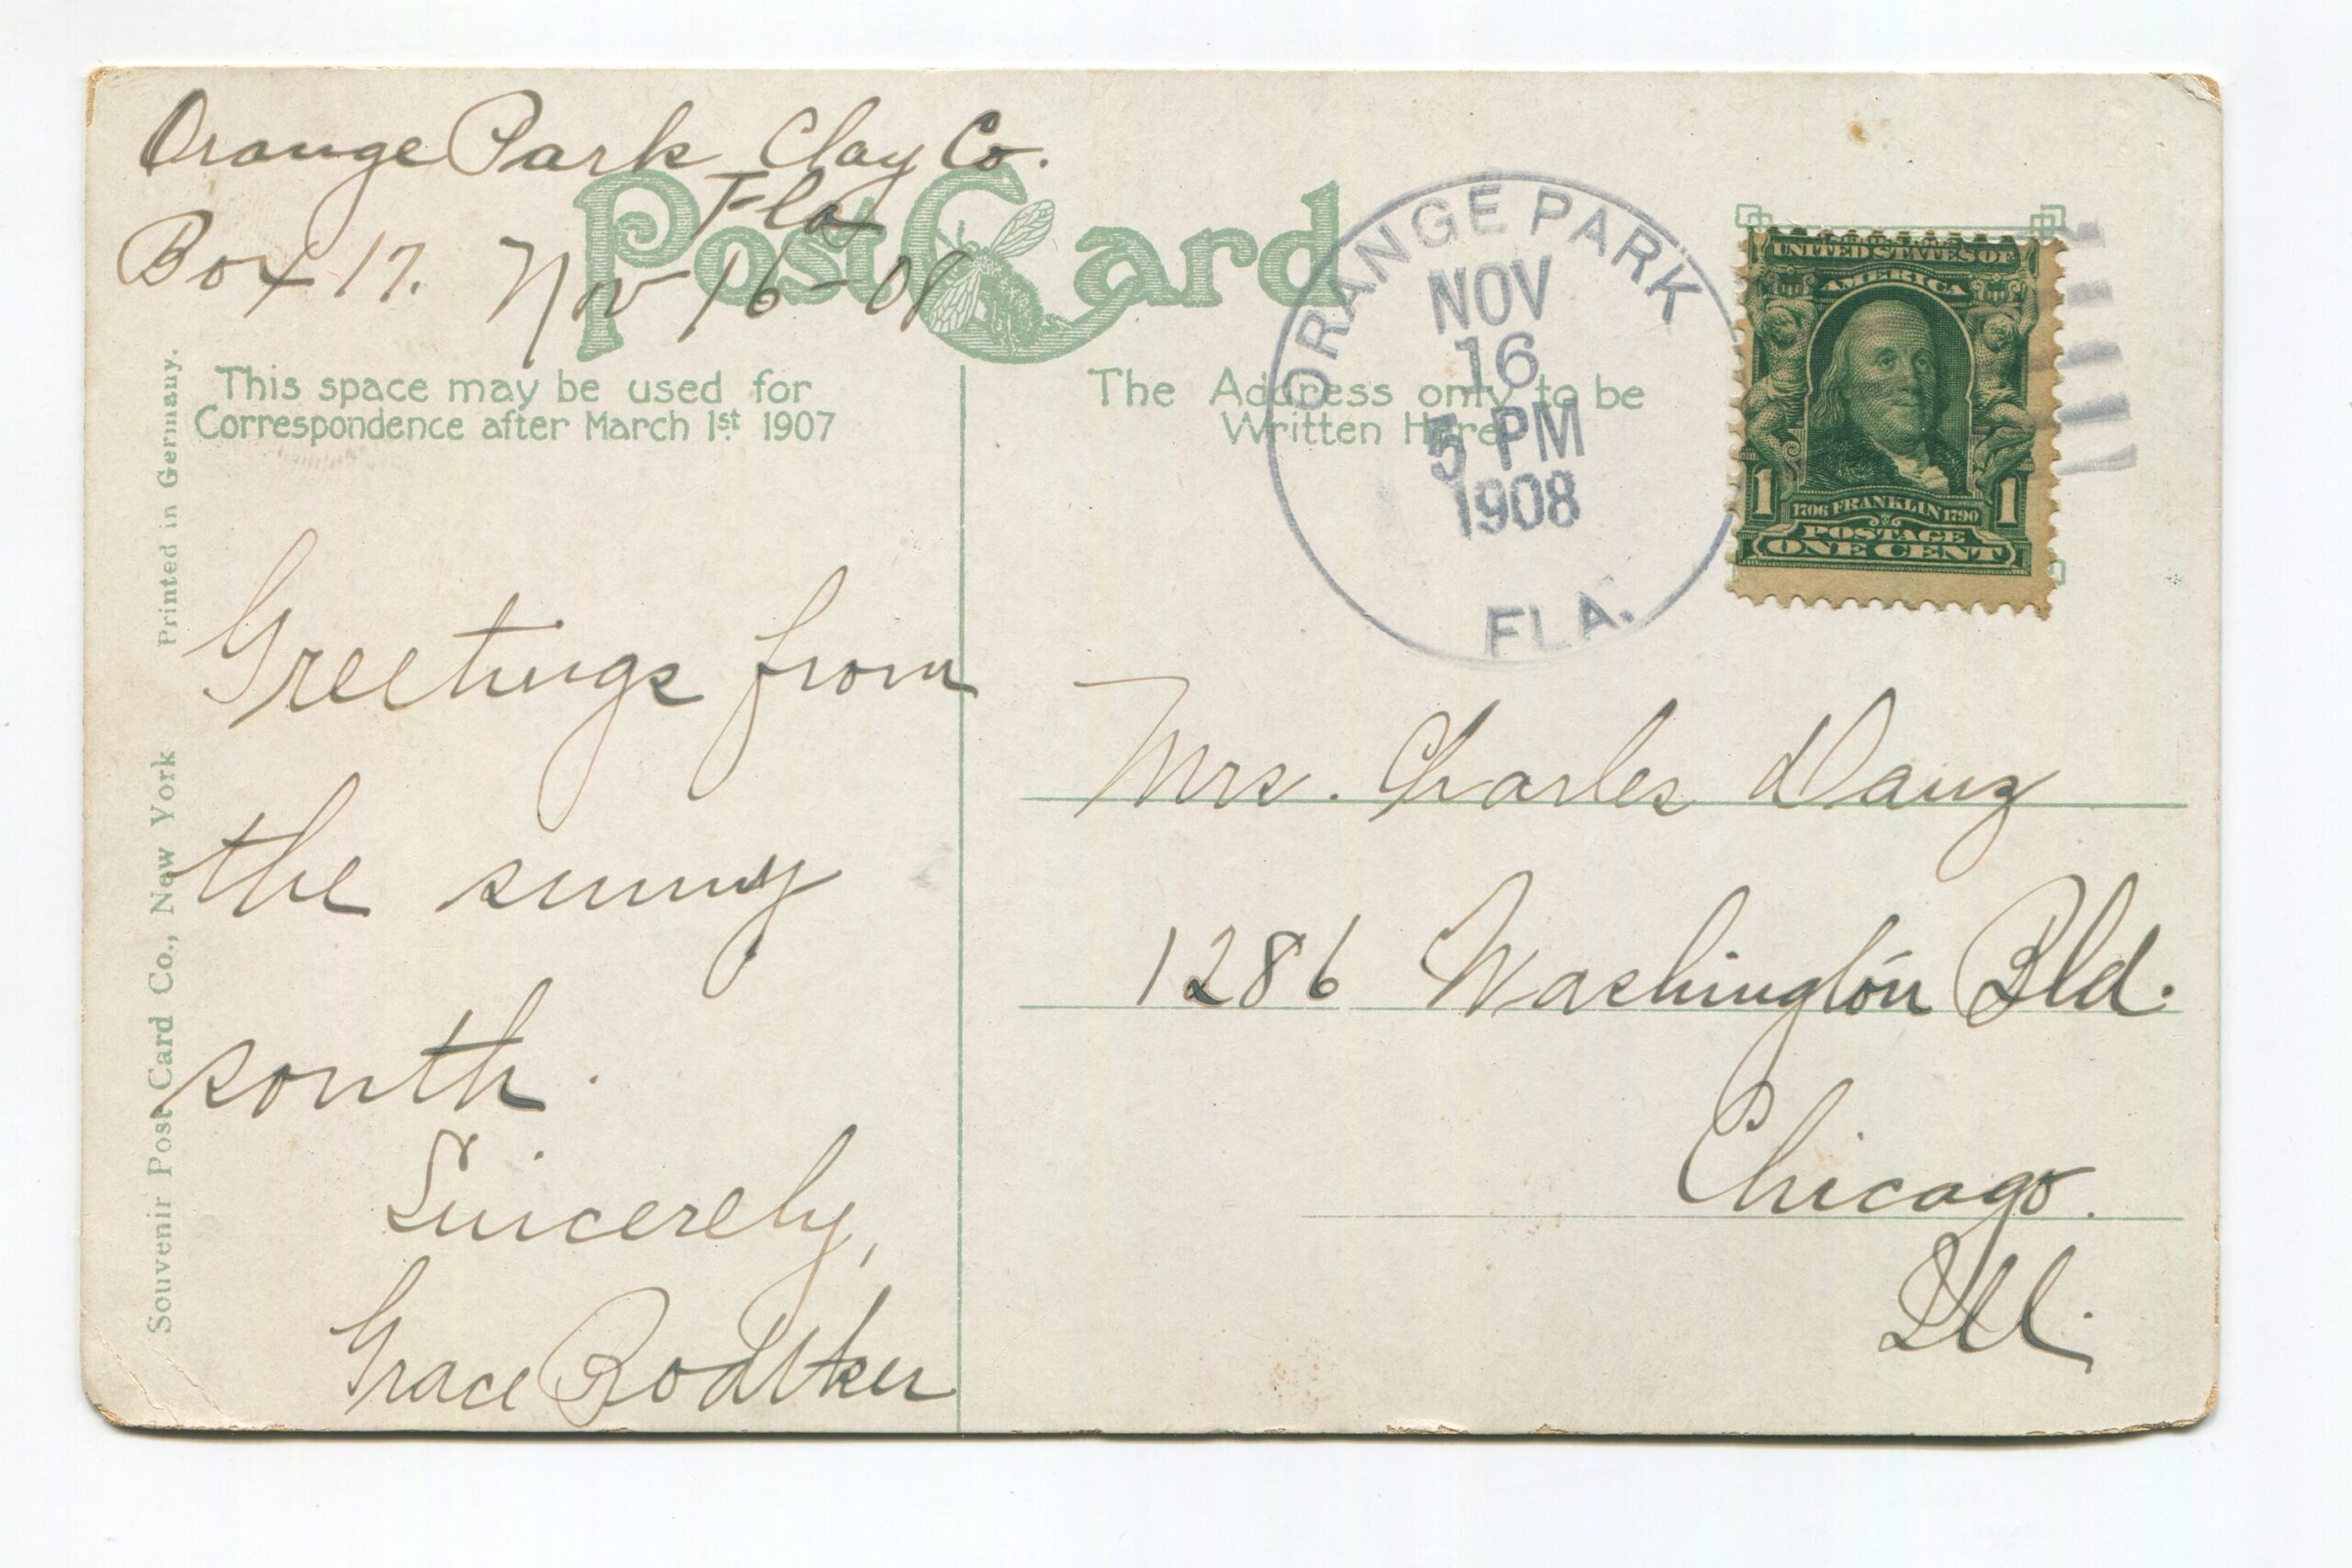 Orange Park Clay Co.
Fla
Box 17. Nov 16-08
Post Card
This space may be used for
Correspondence after March 1st 1907
The Address only to be
Written Here
ORANGE PARK
NOV
16
5 PM
1908
FLA.
UNITED STATES OF
AMERICA
1 1
1706 FRANKLIN 1790
POSTAGE
ONE CENT
Printed in Germany.
Souvenir Post Card Co., New York
Greetings from
the sunny
south.
Sincerely,
Grace
Mrs. Charles Danz
1286 Washington Bld.
Chicago.
Ill.